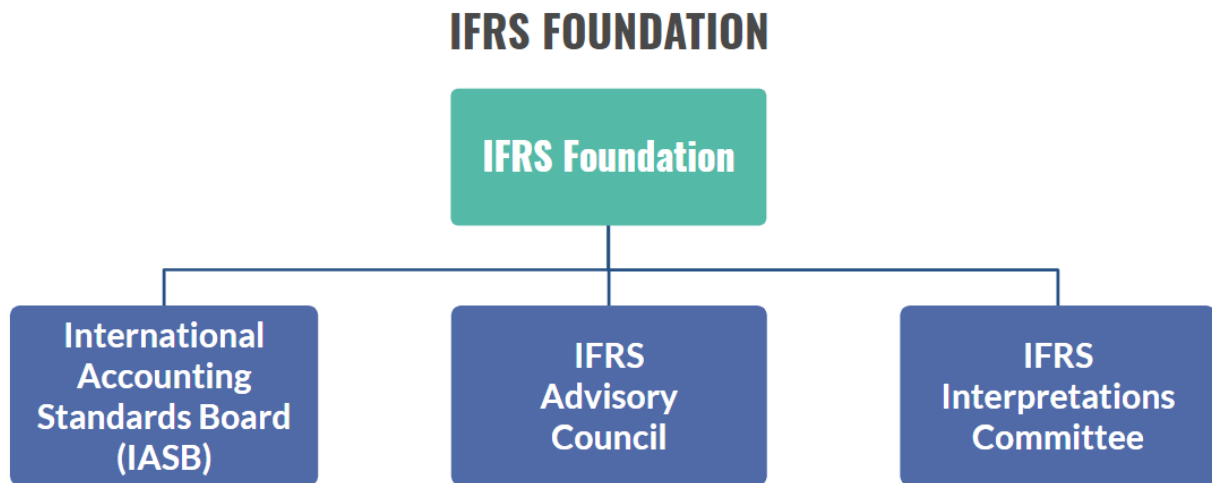 IFRS FOUNDATION
IFRS Foundation
International
Accounting
Standards Board
(IASB)
IFRS
Advisory
Council
IFRS
Interpretations
Committee